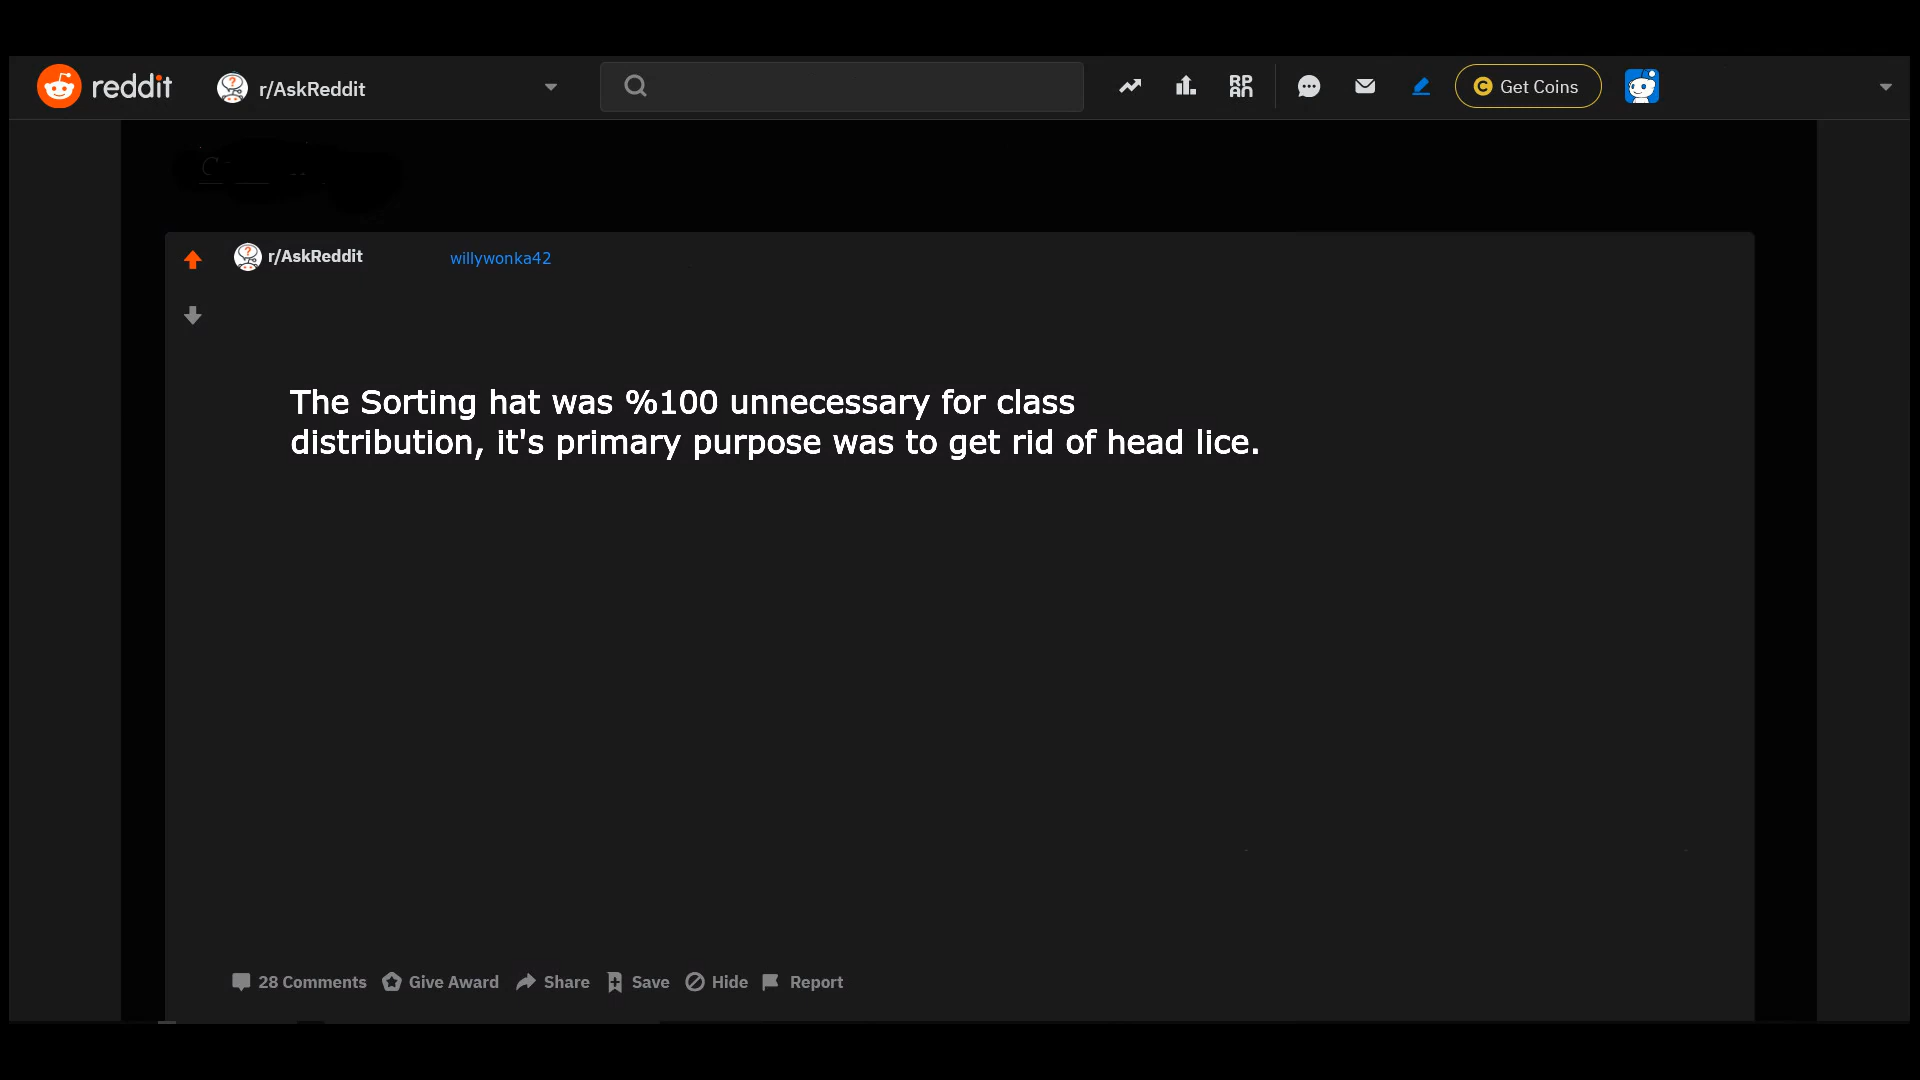 reddit r/AskReddit RPAN Get Coins
r/AskReddit willywonka42
The Sorting hat was %100 unnecessary for class
distribution, it's primary purpose was to get rid of head lice.
28 Comments Give Award Share Save Hide Report